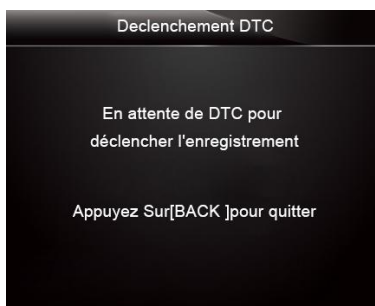 Declenchement DTC
En attente de DTC pour
déclencher l'enregistrement
Appuyez Sur[BACK ]pour quitter